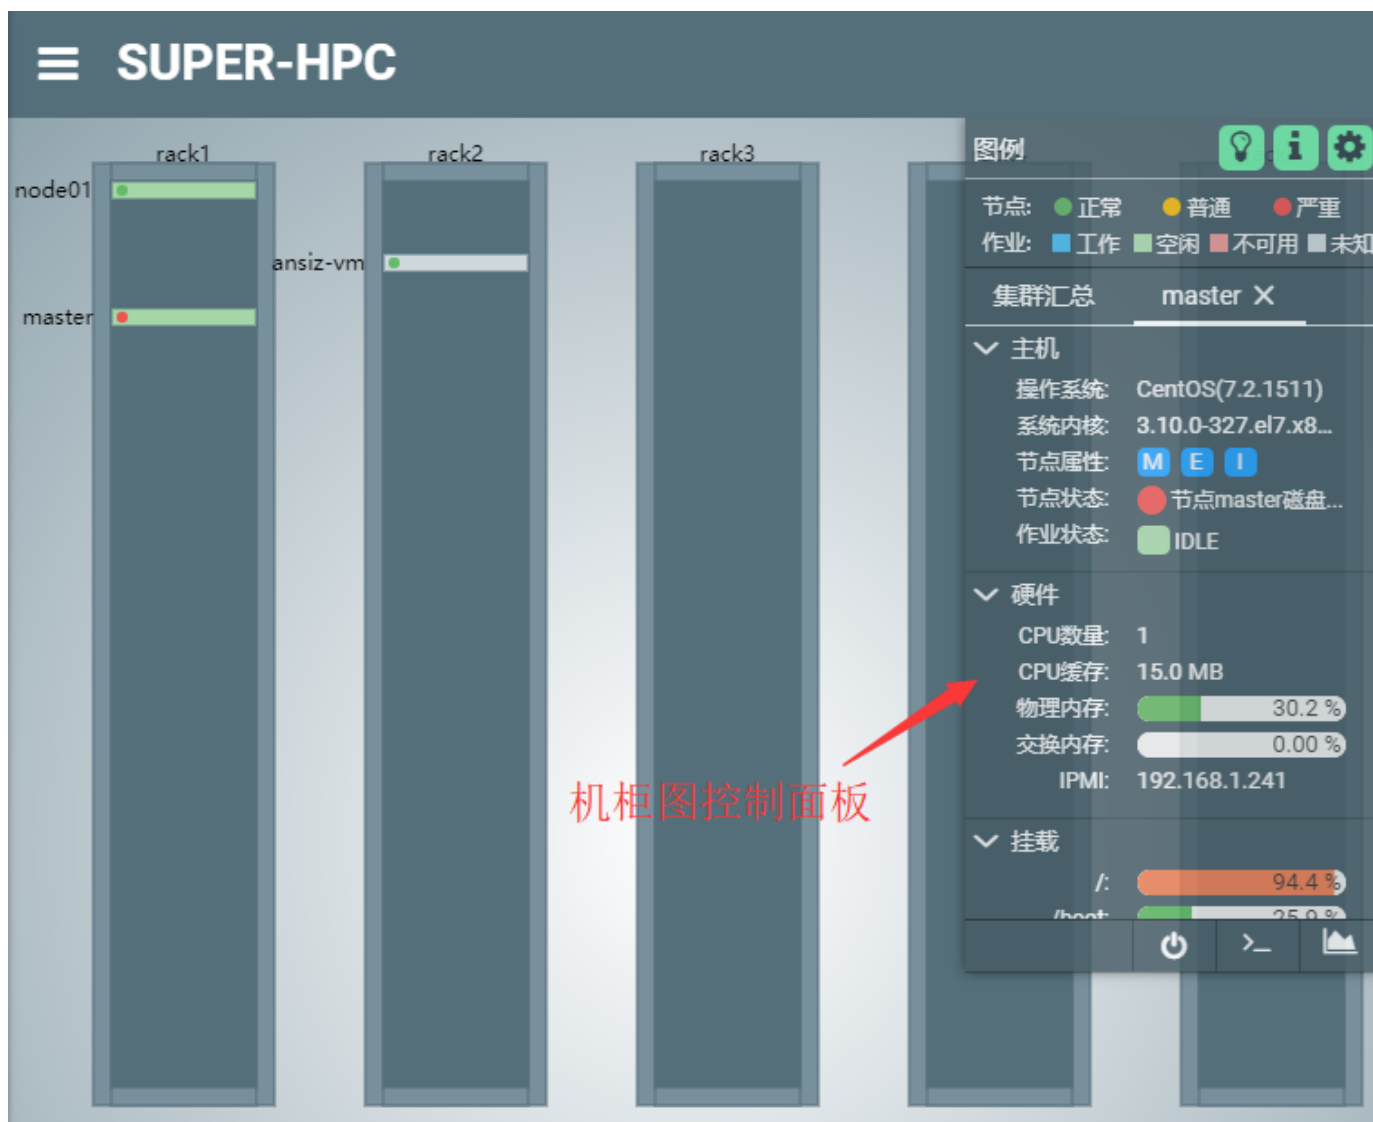 SUPER-HPC
rack1
rack2
rack3
node01
ansiz-vm
master
图例
节点: 正常 普通 严重
作业: 工作 空闲 不可用 未知
集群汇总 master
主机
操作系统: CentOS(7.2.1511)
系统内核: 3.10.0-327.el7.x8...
节点属性: M E I
节点状态: 节点master磁盘...
作业状态: IDLE
硬件
CPU数量: 1
CPU缓存: 15.0 MB
物理内存: 30.2 %
交换内存: 0.00 %
IPMI: 192.168.1.241
挂载
/: 94.4 %
/boot: 25.9 %
机柜图控制面板